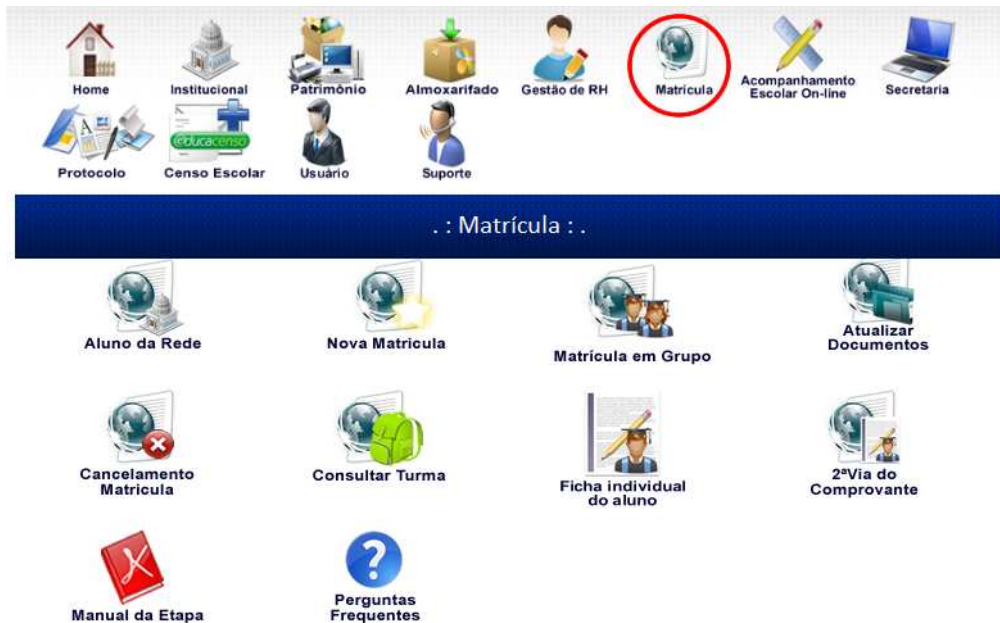 Home
Institucional
Patrimônio
Almoxarifado
Gestão de RH
Matrícula
Acompanhamento
Escolar On-line
Secretaria
Protocolo
educacenso
Censo Escolar
Usuário
Suporte
. : Matrícula : .
Aluno da Rede
Nova Matricula
Matrícula em Grupo
Atualizar
Documentos
Cancelamento
Matricula
Consultar Turma
Ficha individual
do aluno
2ªVia do
Comprovante
Manual da Etapa
Perguntas
Frequentes